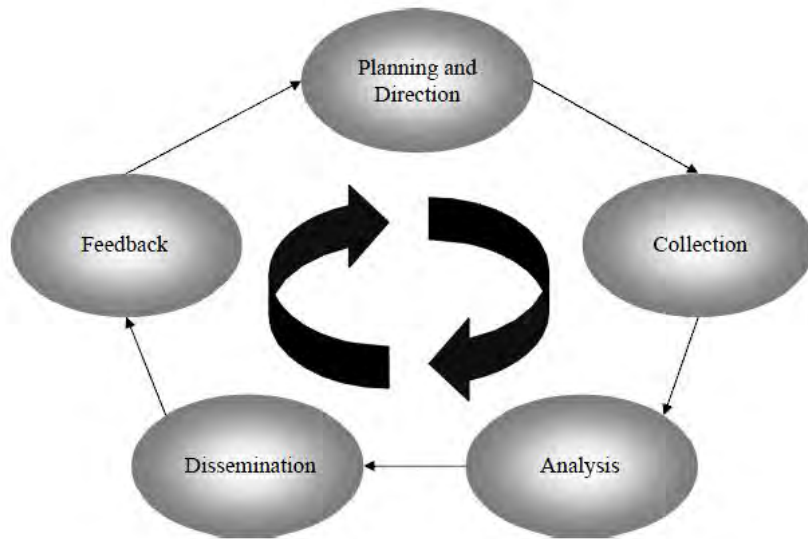 Planning and
Direction
Collection
Analysis
Dissemination
Feedback